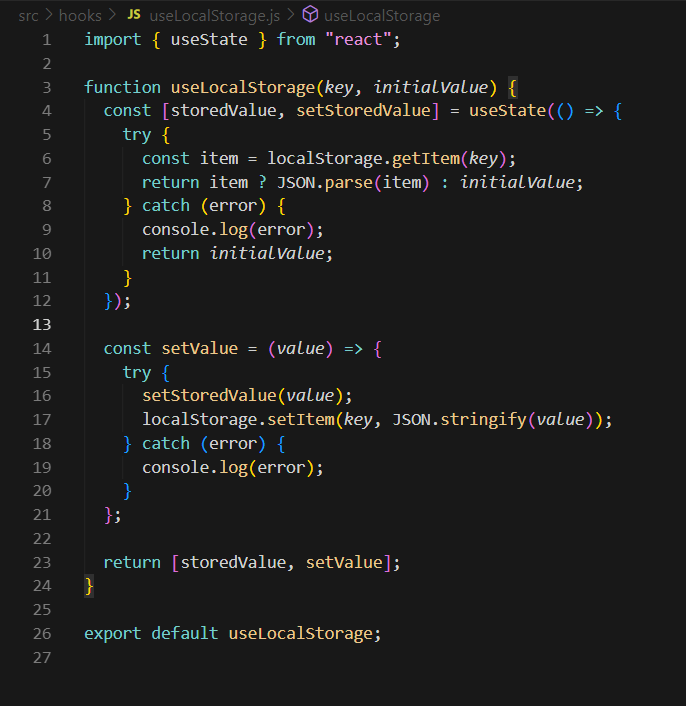 src > hooks > JS useLocalStorage.js > useLocalStorage
1 import { useState } from "react";
2
3 function useLocalStorage(key, initialValue) {
4   const [storedValue, setStoredValue] = useState(() => {
5     try {
6       const item = localStorage.getItem(key);
7       return item ? JSON.parse(item) : initialValue;
8     } catch (error) {
9       console.log(error);
10       return initialValue;
11     }
12   });
13
14   const setValue = (value) => {
15     try {
16       setStoredValue(value);
17       localStorage.setItem(key, JSON.stringify(value));
18     } catch (error) {
19       console.log(error);
20     }
21   };
22
23   return [storedValue, setValue];
24 }
25
26 export default useLocalStorage;
27